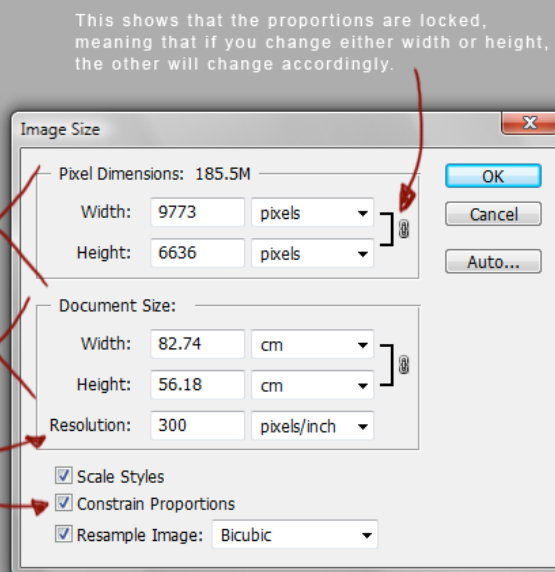 This shows that the proportions are locked,
meaning that if you change either width or height,
the other will change accordingly.
Image Size
Pixel Dimensions: 185.5M
OK
Width: 9773 pixels
Cancel
Height: 6636 pixels
Auto...
Document Size:
Width: 82.74 cm
Height: 56.18 cm
Resolution: 300 pixels/inch
Scale Styles
Constrain Proportions
Resample Image: Bicubic